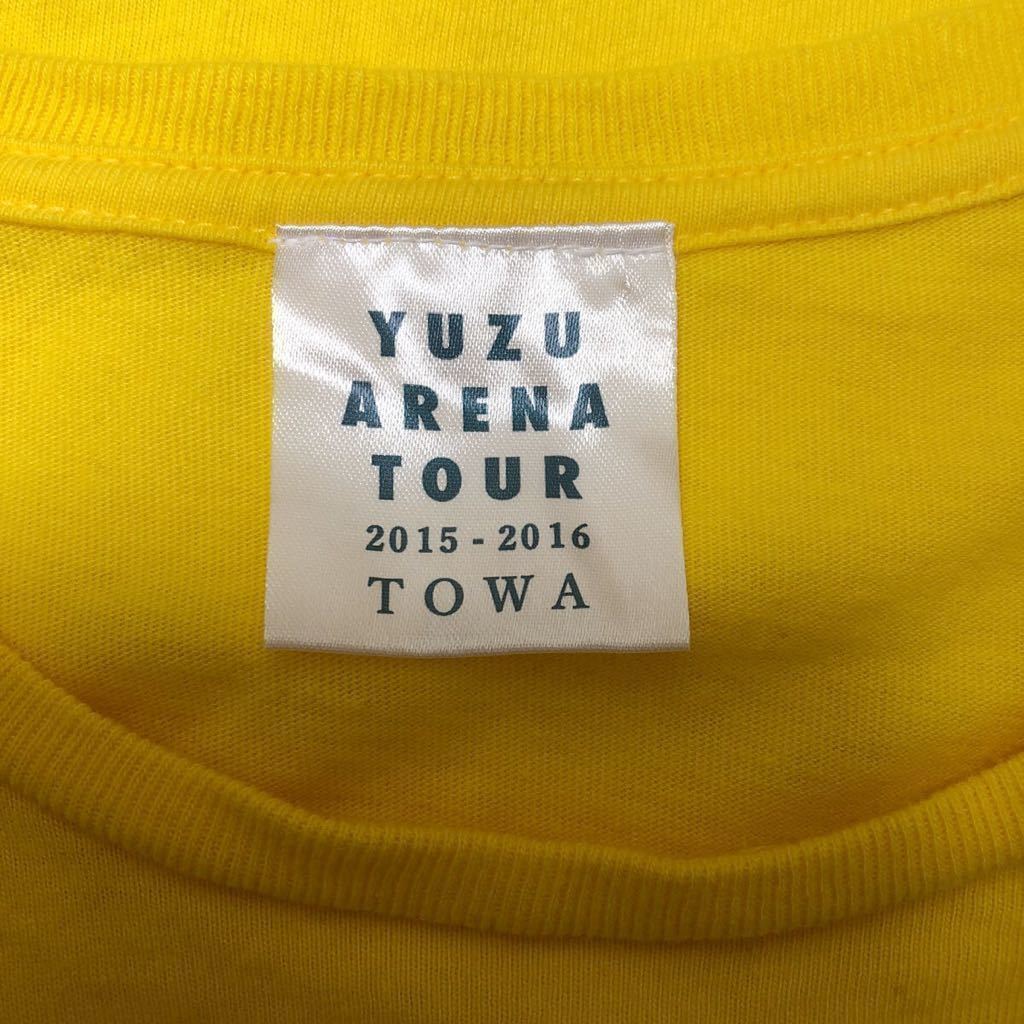 YUZU
ARENA
TOUR
2015 - 2016
TOWA